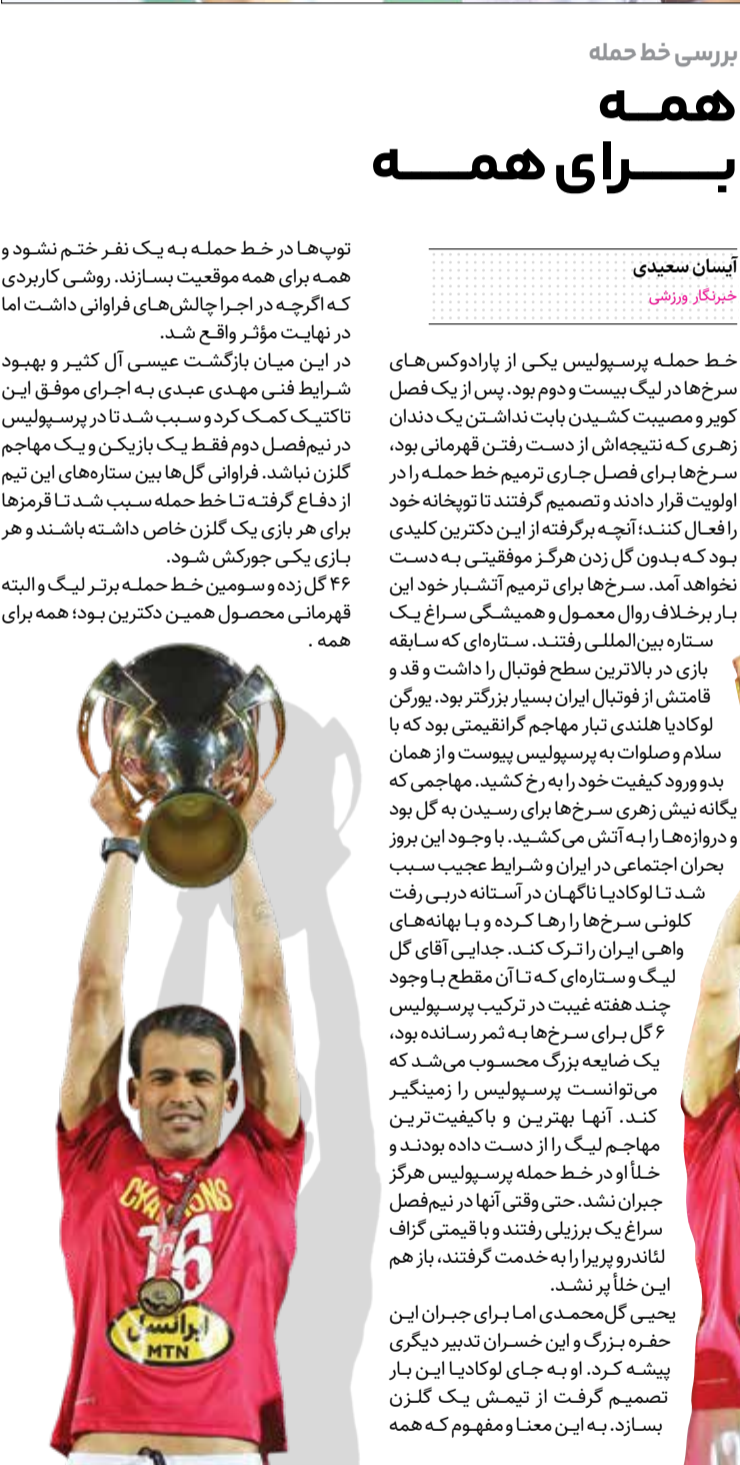 بررسی خط حمله
همه
برای همه
آیسان سعیدی
خبرنگار ورزشی
خط حمله پرسپولیس یکی از پارادوکس‌های
سرخ‌ها در لیگ بیست و دوم بود. پس از یک فصل
کویر و مصیبت کشیدن بابت نداشتن یک دندان
زهری که نتیجه‌اش از دست رفتن قهرمانی بود،
سرخ‌ها برای فصل جاری ترمیم خط حمله را در
اولویت قرار دادند و تصمیم گرفتند تا توپخانه خود
را فعال کنند؛ آنچه برگرفته از این دکترین کلیدی
بود که بدون گل زدن هرگز موفقیتی به دست
نخواهد آمد. سرخ‌ها برای ترمیم آتشبار خود این
بار برخلاف روال معمول و همیشگی سراغ یک
ستاره بین‌المللی رفتند. ستاره‌ای که سابقه
بازی در بالاترین سطح فوتبال را داشت و قد و
قامتش از فوتبال ایران بسیار بزرگتر بود. یورگن
لوکادیا هلندی تبار مهاجم گرانقیمتی بود که با
سلام و صلوات به پرسپولیس پیوست و از همان
بدو ورود کیفیت خود را به رخ کشید. مهاجمی که
یگانه نیش زهری سرخ‌ها برای رسیدن به گل بود
و دروازه‌ها را به آتش می‌کشید. با وجود این بروز
بحران اجتماعی در ایران و شرایط عجیب سبب
شد تا لوکادیا ناگهان در آستانه دربی رفت
کلونی سرخ‌ها را رها کرده و با بهانه‌های
واهی ایران را ترک کند. جدایی آقای گل
لیگ و ستاره‌ای که تا آن مقطع با وجود
چند هفته غیبت در ترکیب پرسپولیس
۶ گل برای سرخ‌ها به ثمر رسانده بود،
یک ضایعه بزرگ محسوب می‌شد که
می‌توانست پرسپولیس را زمینگیر
کند. آنها بهترین و باکیفیت‌ترین
مهاجم لیگ را از دست داده بودند و
خلأ او در خط حمله پرسپولیس هرگز
جبران نشد. حتی وقتی آنها در نیم‌فصل
سراغ یک برزیلی رفتند و با قیمتی گزاف
لئاندرو پریرا را به خدمت گرفتند، باز هم
این خلأ پر نشد.
یحیی گل‌محمدی اما برای جبران این
حفره بزرگ و این خسران تدبیر دیگری
پیشه کرد. او به جای لوکادیا این بار
تصمیم گرفت از تیمش یک گلزن
بسازد. به این معنا و مفهوم که همه
توپ‌ها در خط حمله به یک نفر ختم نشود و
همه برای همه موقعیت بسازند. روشی کاربردی
که اگرچه در اجرا چالش‌های فراوانی داشت اما
در نهایت مؤثر واقع شد.
در این میان بازگشت عیسی آل کثیر و بهبود
شرایط فنی مهدی عبدی به اجرای موفق این
تاکتیک کمک کرد و سبب شد تا در پرسپولیس
در نیم‌فصل دوم فقط یک بازیکن و یک مهاجم
گلزن نباشد. فراوانی گل‌ها بین ستاره‌های این تیم
از دفاع گرفته تا خط حمله سبب شد تا قرمزها
برای هر بازی یک گلزن خاص داشته باشند و هر
بازی یکی جورکش شود.
۴۶ گل زده و سومین خط حمله برتر لیگ و البته
قهرمانی محصول همین دکترین بود؛ همه برای
همه .
CHAMPIONS
16
ایرانسل
MTN